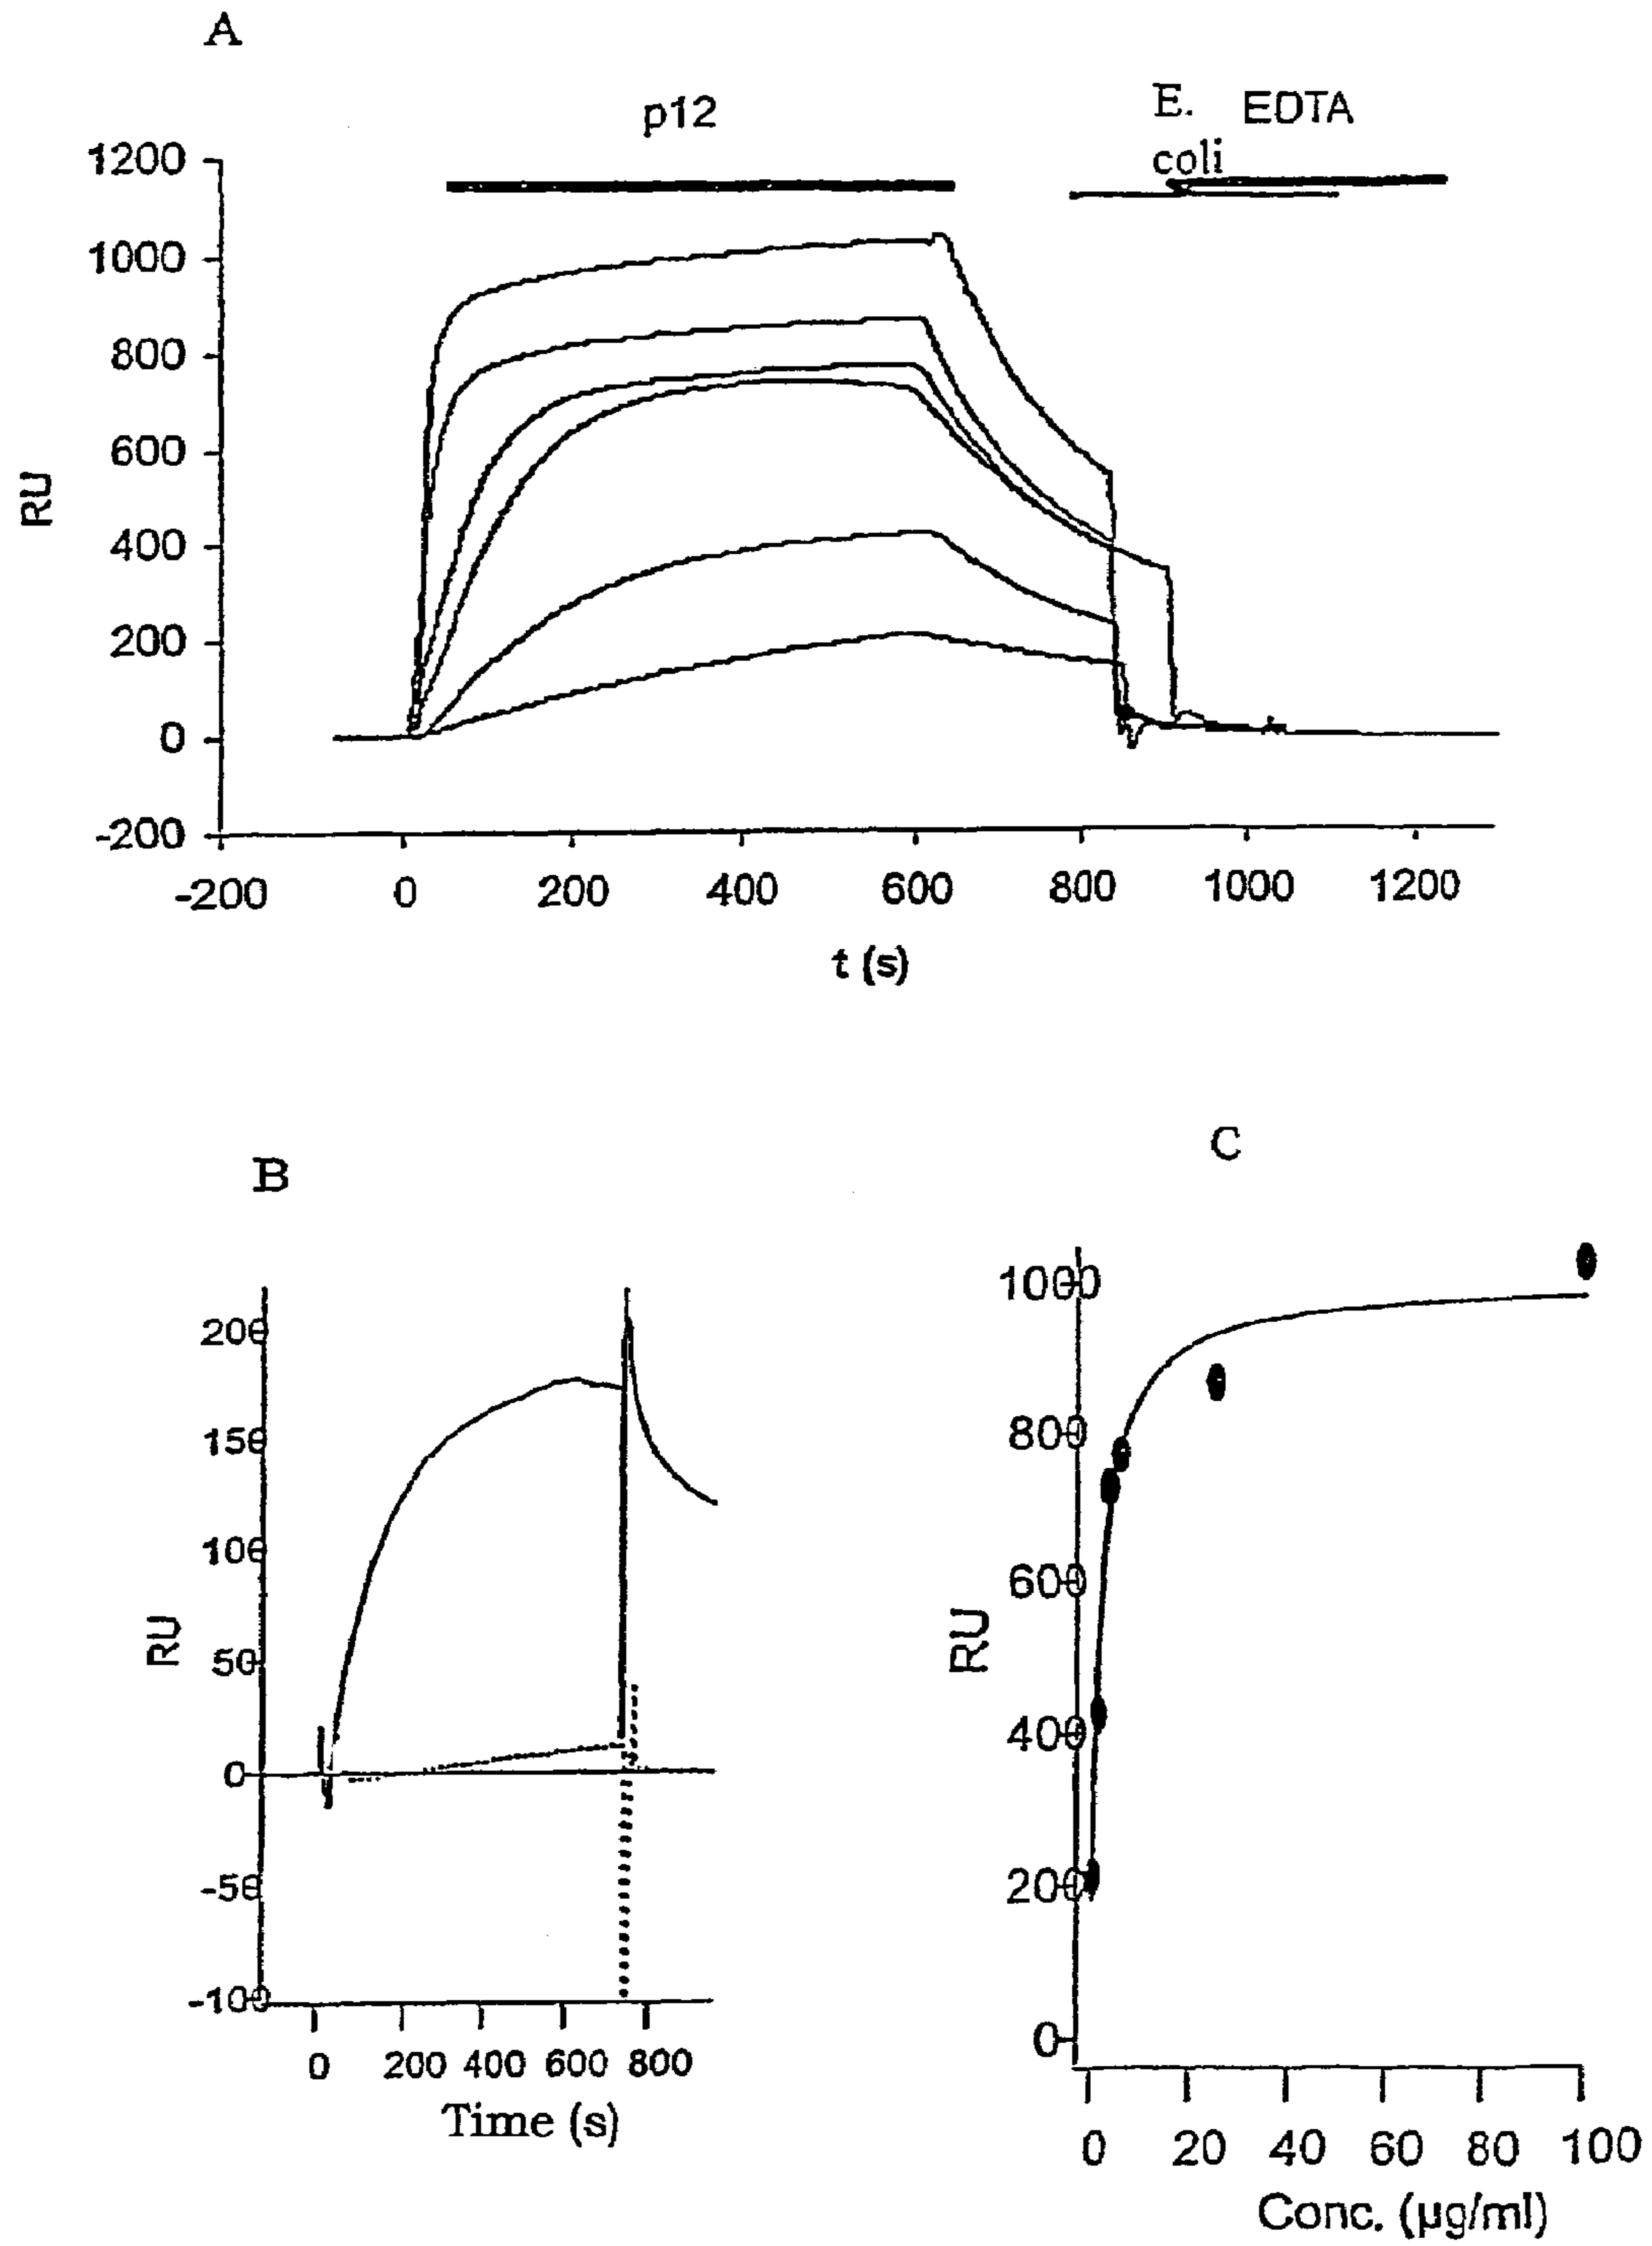 A
p12
E. EDTA
coli
1200
1000
800
600
400
200
0
-200
RU
-200 0 200 400 600 800 1000 1200
t (s)
B
200
150
100
50
0
-50
-100
RU
0 200 400 600 800
Time (s)
C
1000
800
600
400
200
0
RU
0 20 40 60 80 100
Conc. (µg/ml)